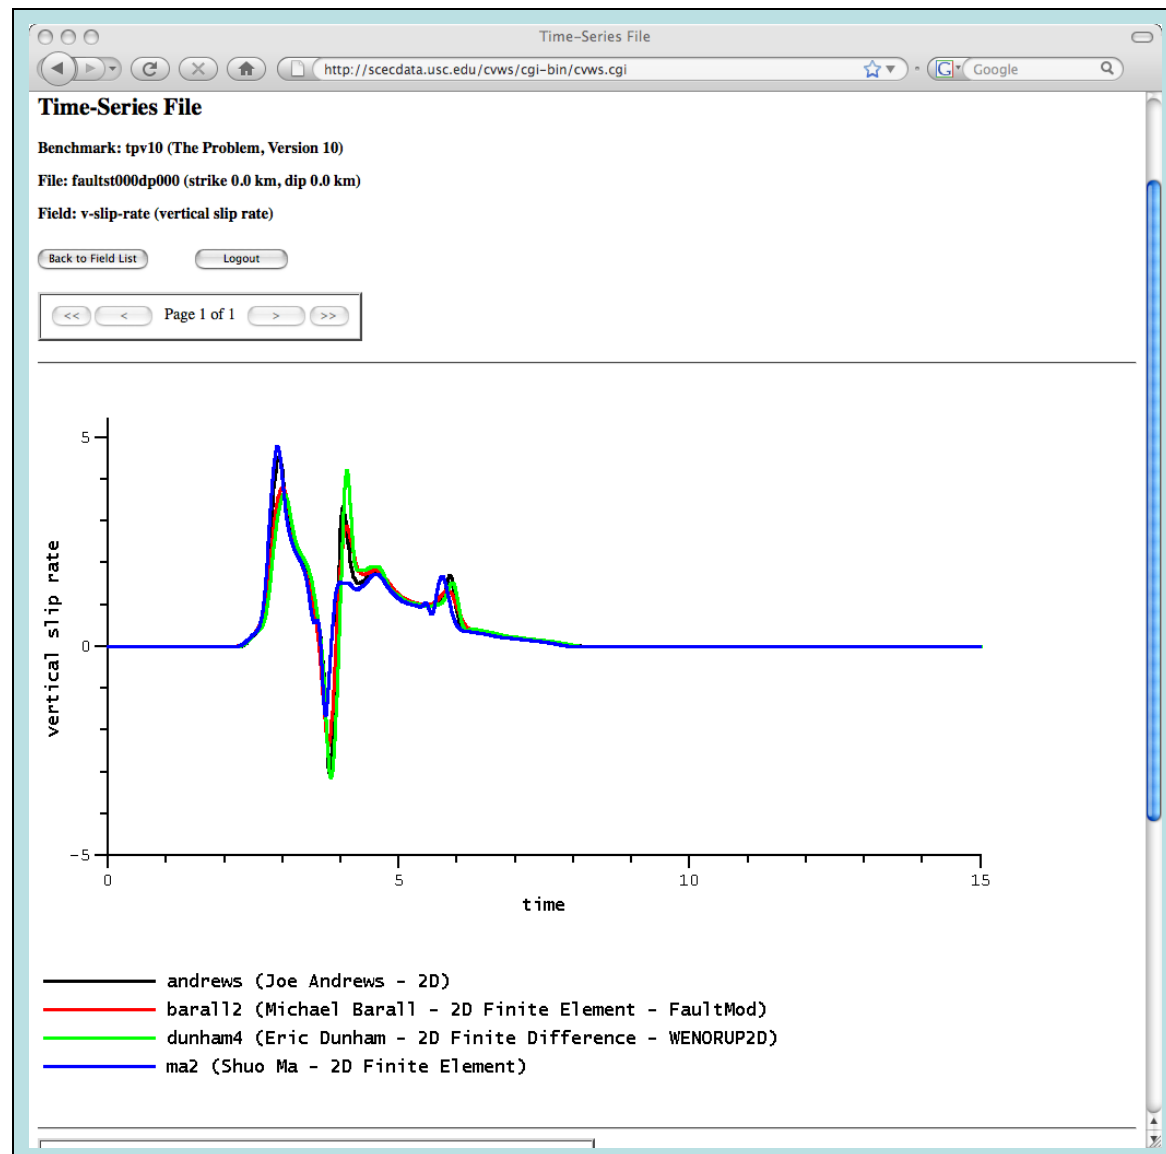 Time-Series File
http://scecdata.usc.edu/cvws/cgi-bin/cvws.cgi
Google
Time-Series File
Benchmark: tpv10 (The Problem, Version 10)
File: faultst000dp000 (strike 0.0 km, dip 0.0 km)
Field: v-slip-rate (vertical slip rate)
Back to Field List
Logout
<< < Page 1 of 1 > >>
5
0
-5
vertical slip rate
0 5 10 15
time
andrews (Joe Andrews - 2D)
barall2 (Michael Barall - 2D Finite Element - FaultMod)
dunham4 (Eric Dunham - 2D Finite Difference - WENORUP2D)
ma2 (Shuo Ma - 2D Finite Element)